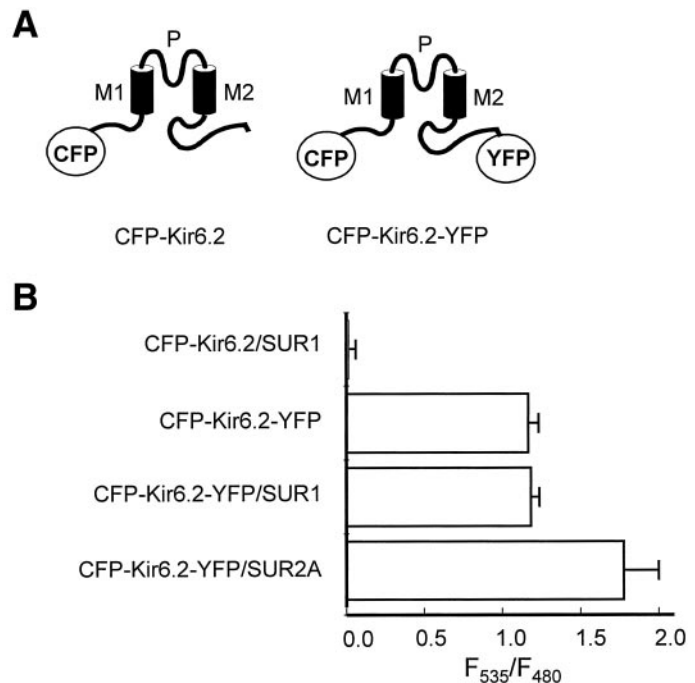 A
P
M1 M2
CFP
CFP-Kir6.2
P
M1 M2
CFP YFP
CFP-Kir6.2-YFP
B
CFP-Kir6.2/SUR1
CFP-Kir6.2-YFP
CFP-Kir6.2-YFP/SUR1
CFP-Kir6.2-YFP/SUR2A
0.0 0.5 1.0 1.5 2.0
F535/F480